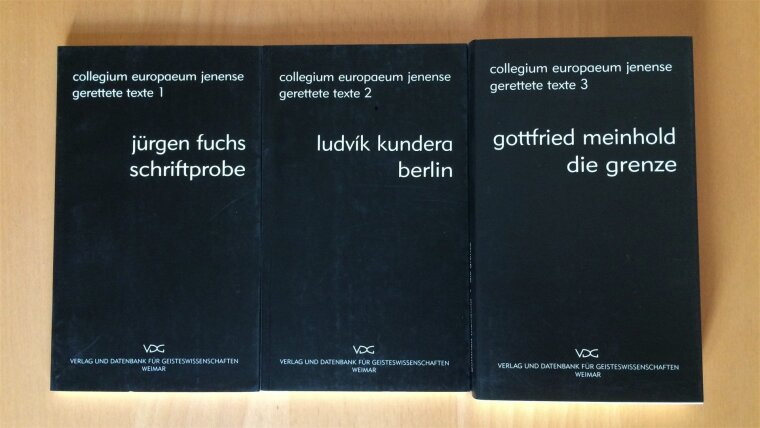 collegium europaeum jenense
gerettete texte 1
jürgen fuchs
schriftprobe
VDG
VERLAG UND DATENBANK FÜR GEISTESWISSENSCHAFTEN
WEIMAR
collegium europaeum jenense
gerettete texte 2
ludvík kundera
berlin
VDG
VERLAG UND DATENBANK FÜR GEISTESWISSENSCHAFTEN
WEIMAR
collegium europaeum jenense
gerettete texte 3
gottfried meinhold
die grenze
VDG
VERLAG UND DATENBANK FÜR GEISTESWISSENSCHAFTEN
WEIMAR